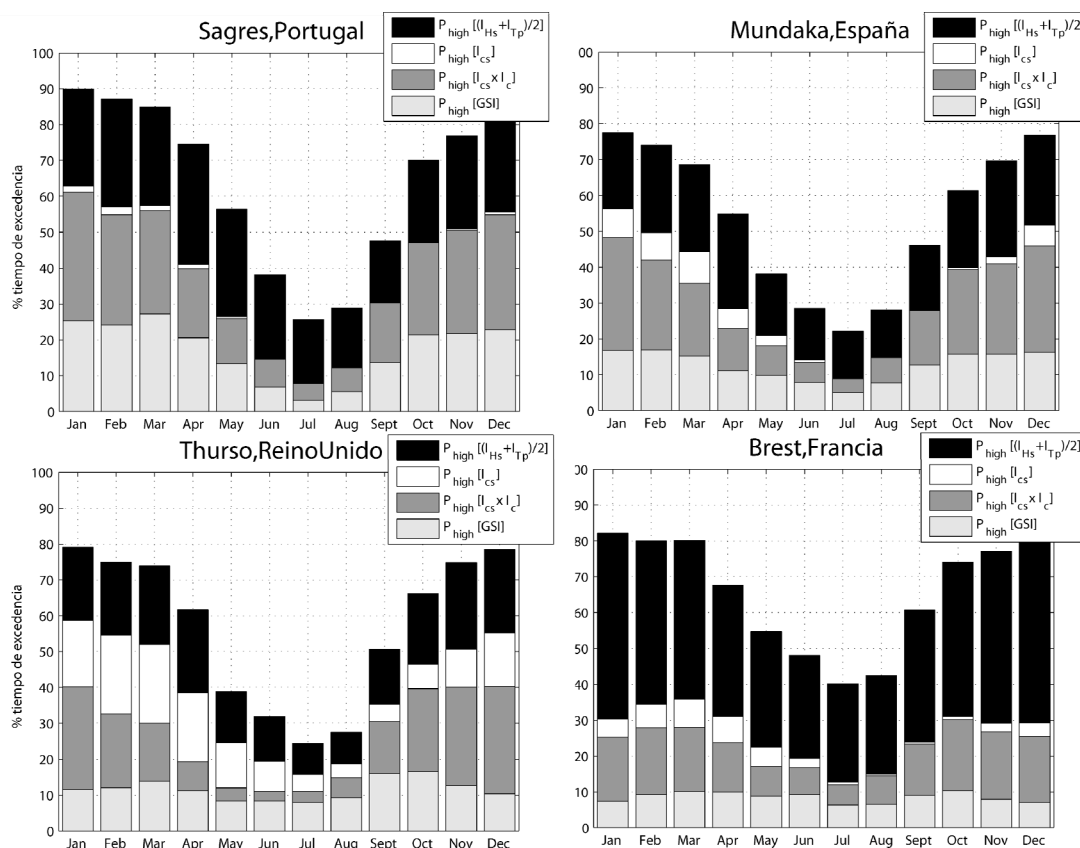 Sagres,Portugal
P high [(I Hs +I Tp )/2]
P high [I cs ]
P high [I cs x I c ]
P high [GSI]
100
90
80
70
60
50
40
30
20
10
0
% tiempo de excedencia
Jan Feb Mar Apr May Jun Jul Aug Sept Oct Nov Dec
Mundaka,España
P high [(I Hs +I Tp )/2]
P high [I cs ]
P high [I cs x I c ]
P high [GSI]
00
90
80
70
60
50
40
30
20
10
00
Jan Feb Mar Apr May Jun Jul Aug Sept Oct Nov Dec
Thurso,ReinoUnido
P high [(I Hs +I Tp )/2]
P high [I cs ]
P high [I cs x I c ]
P high [GSI]
100
90
80
70
60
50
40
30
20
10
0
% tiempo de excedencia
Jan Feb Mar Apr May Jun Jul Aug Sept Oct Nov Dec
Brest,Francia
P high [(I Hs +I Tp )/2]
P high [I cs ]
P high [I cs x I c ]
P high [GSI]
00
90
80
70
60
50
40
30
20
10
0
Jan Feb Mar Apr May Jun Jul Aug Sept Oct Nov Dec